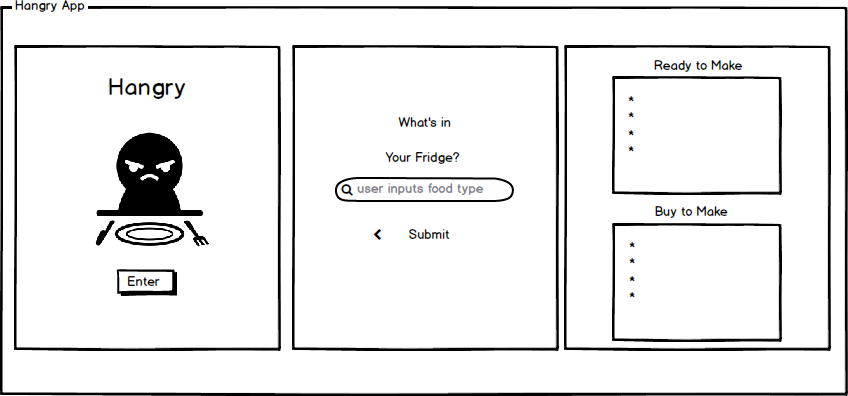 Hangry App
Hangry
Enter
What's in
Your Fridge?
user inputs food type
Submit
Ready to Make
*
*
*
*
Buy to Make
*
*
*
*